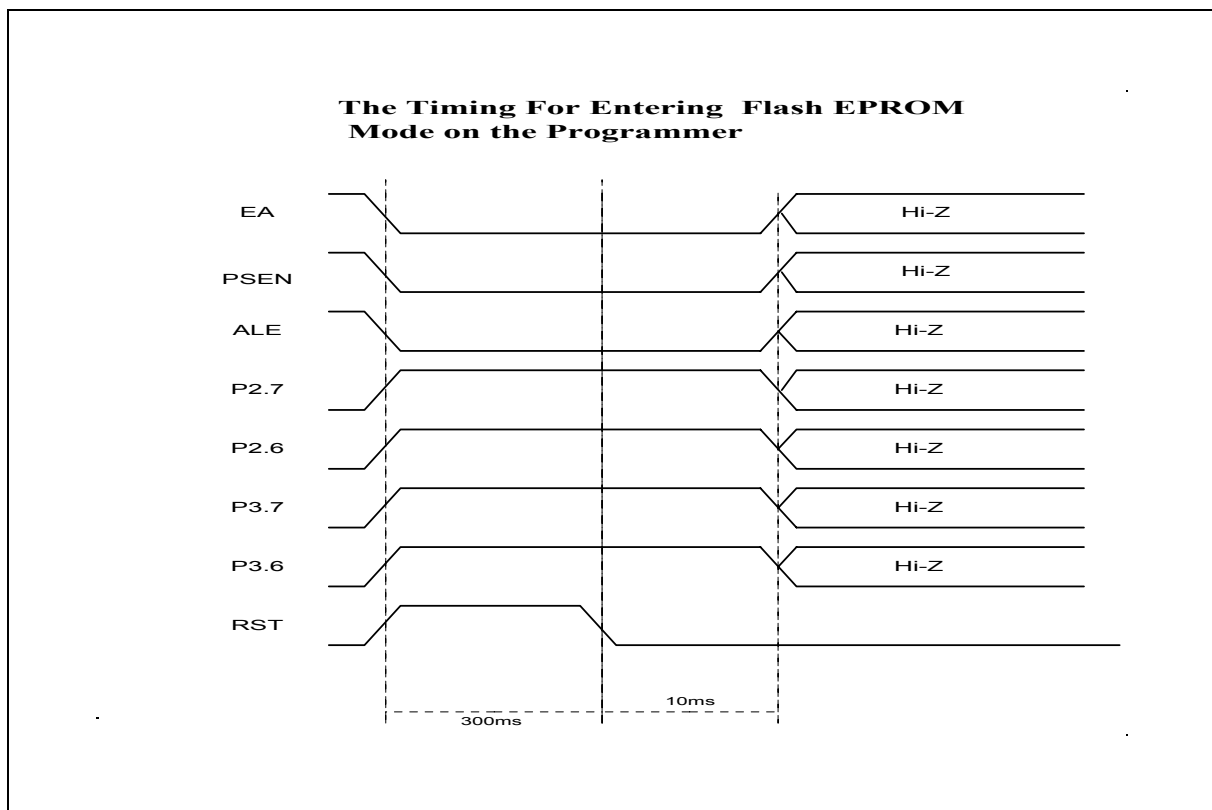 The Timing For Entering Flash EPROM
Mode on the Programmer
EA
Hi-Z
PSEN
Hi-Z
ALE
Hi-Z
P2.7
Hi-Z
P2.6
Hi-Z
P3.7
Hi-Z
P3.6
Hi-Z
RST
10ms
300ms